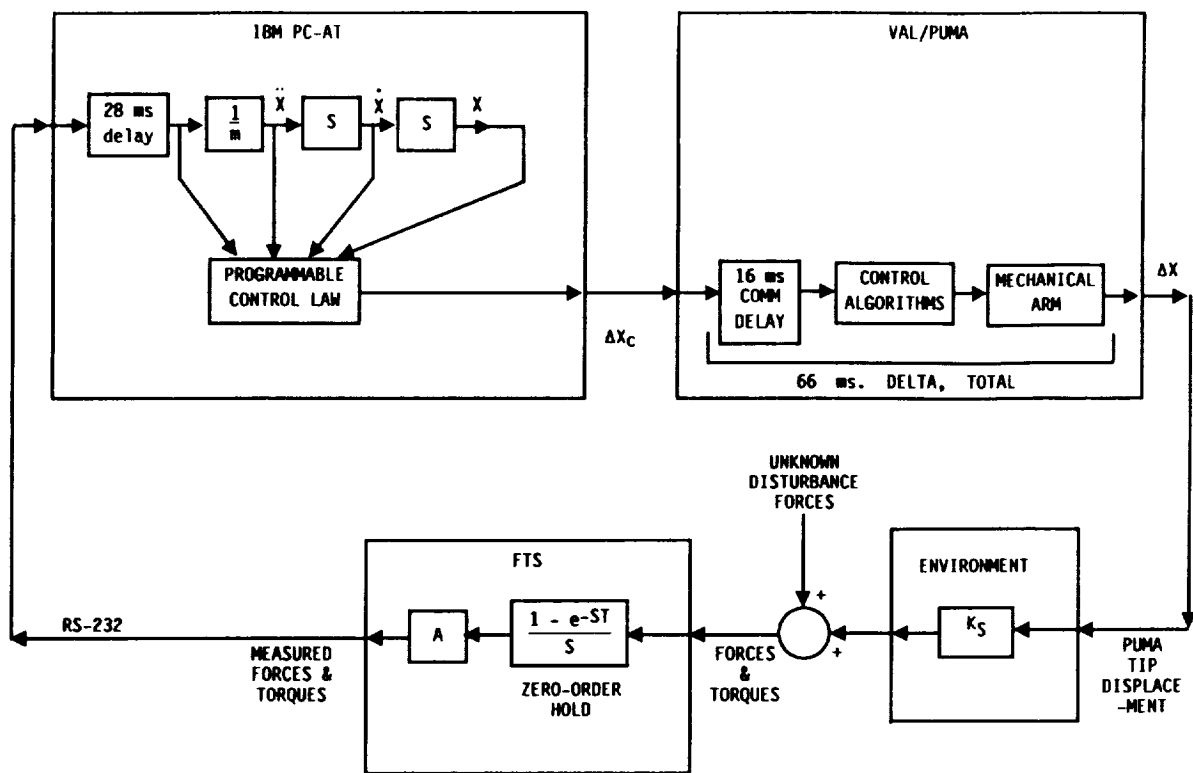 IBM PC-AT
28 ms
delay
1
m
Ẍ
S
Ẋ
S
X
PROGRAMMABLE
CONTROL LAW
ΔXC
VAL/PUMA
16 ms
COMM
DELAY
CONTROL
ALGORITHMS
MECHANICAL
ARM
ΔX
66 ms. DELTA, TOTAL
UNKNOWN
DISTURBANCE
FORCES
+
+
ENVIRONMENT
KS
PUMA
TIP
DISPLACE
-MENT
FORCES
&
TORQUES
FTS
A
1 - e-ST
S
ZERO-ORDER
HOLD
RS-232
MEASURED
FORCES &
TORQUES